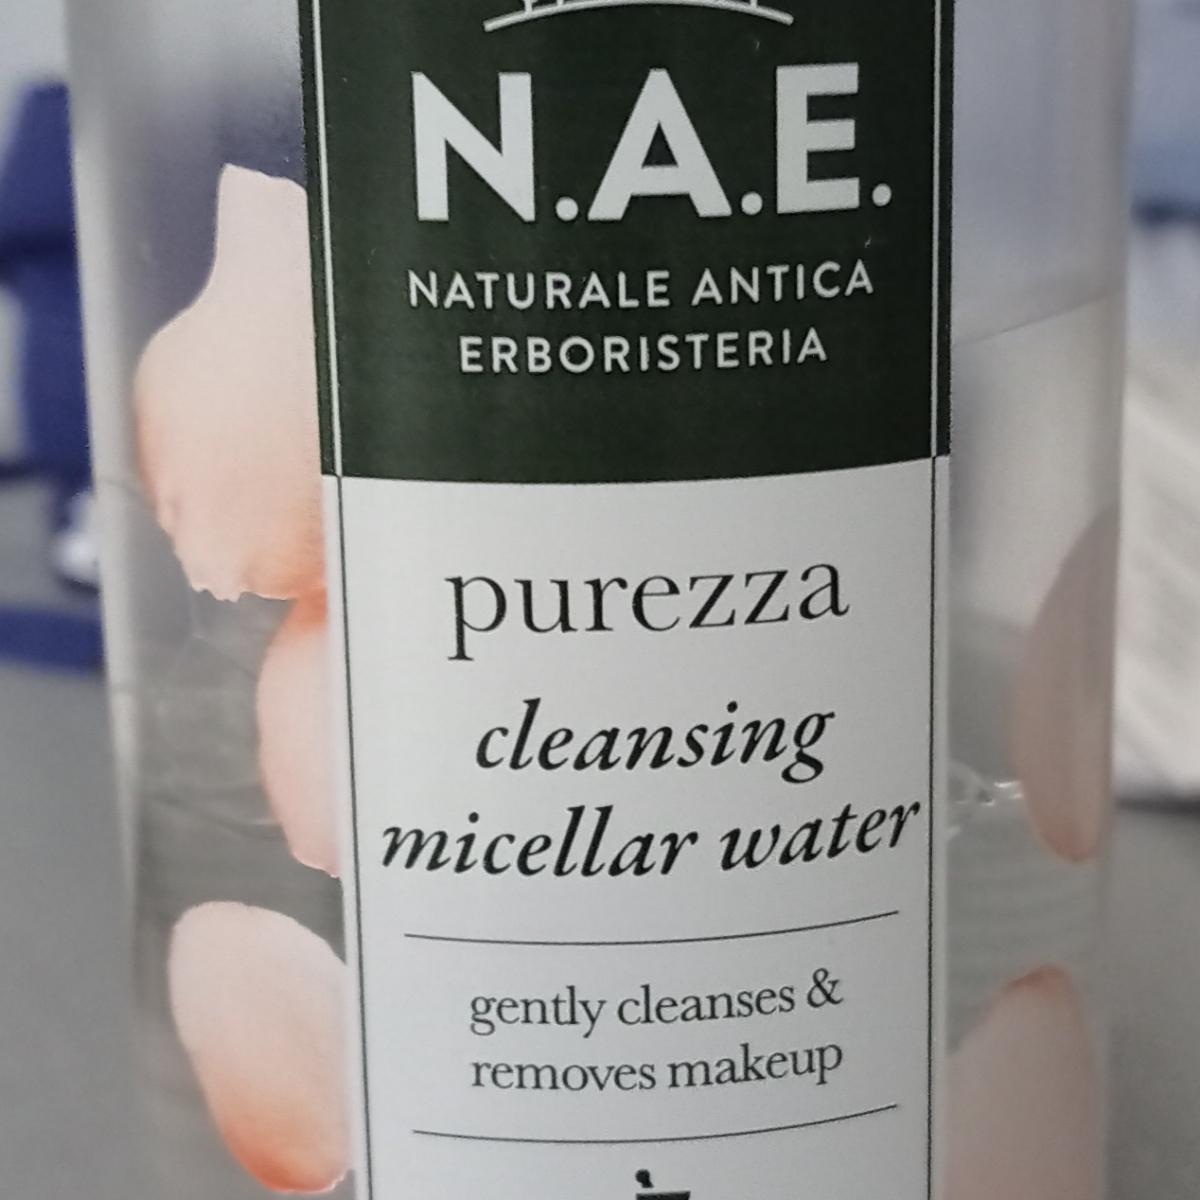 N.A.E.
NATURALE ANTICA
ERBORISTERIA
purezza
cleansing
micellar water
gently cleanses &
removes makeup